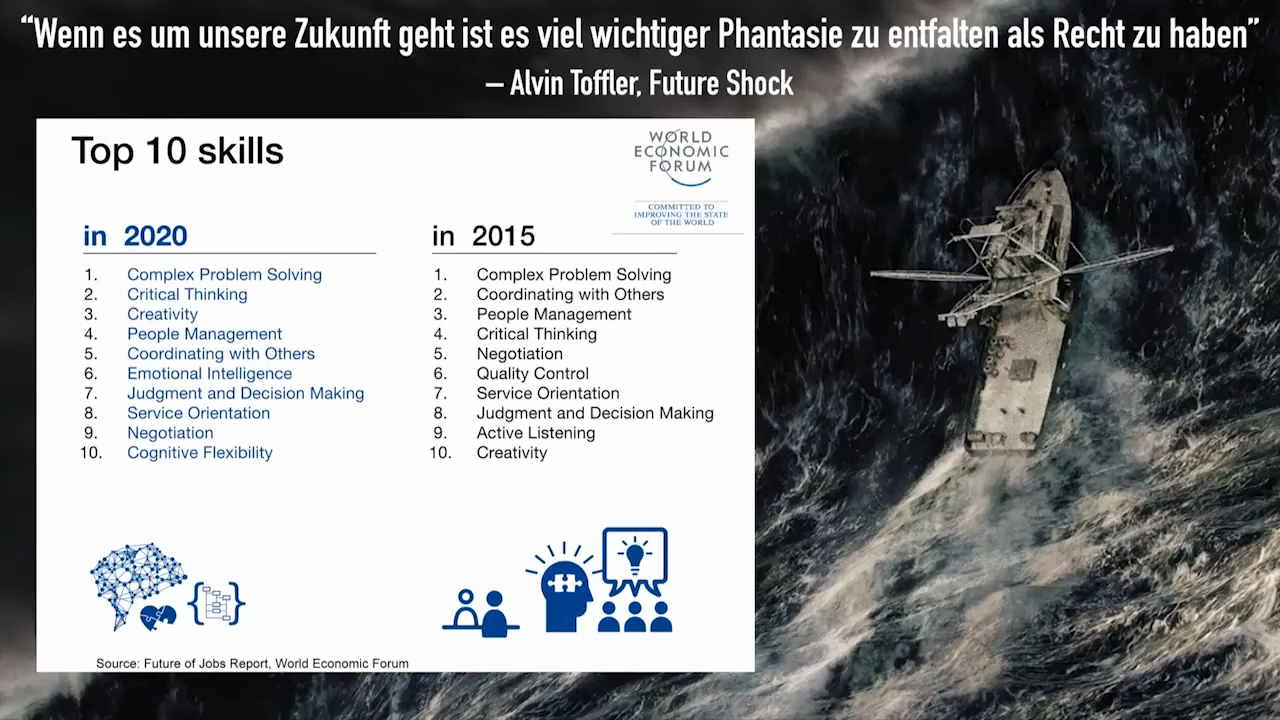 “Wenn es um unsere Zukunft geht ist es viel wichtiger Phantasie zu entfalten als Recht zu haben”
– Alvin Toffler, Future Shock
Top 10 skills
WORLD
ECONOMIC
FORUM
COMMITTED TO
IMPROVING THE STATE
OF THE WORLD
in 2020
1. Complex Problem Solving
2. Critical Thinking
3. Creativity
4. People Management
5. Coordinating with Others
6. Emotional Intelligence
7. Judgment and Decision Making
8. Service Orientation
9. Negotiation
10. Cognitive Flexibility
in 2015
1. Complex Problem Solving
2. Coordinating with Others
3. People Management
4. Critical Thinking
5. Negotiation
6. Quality Control
7. Service Orientation
8. Judgment and Decision Making
9. Active Listening
10. Creativity
Source: Future of Jobs Report, World Economic Forum